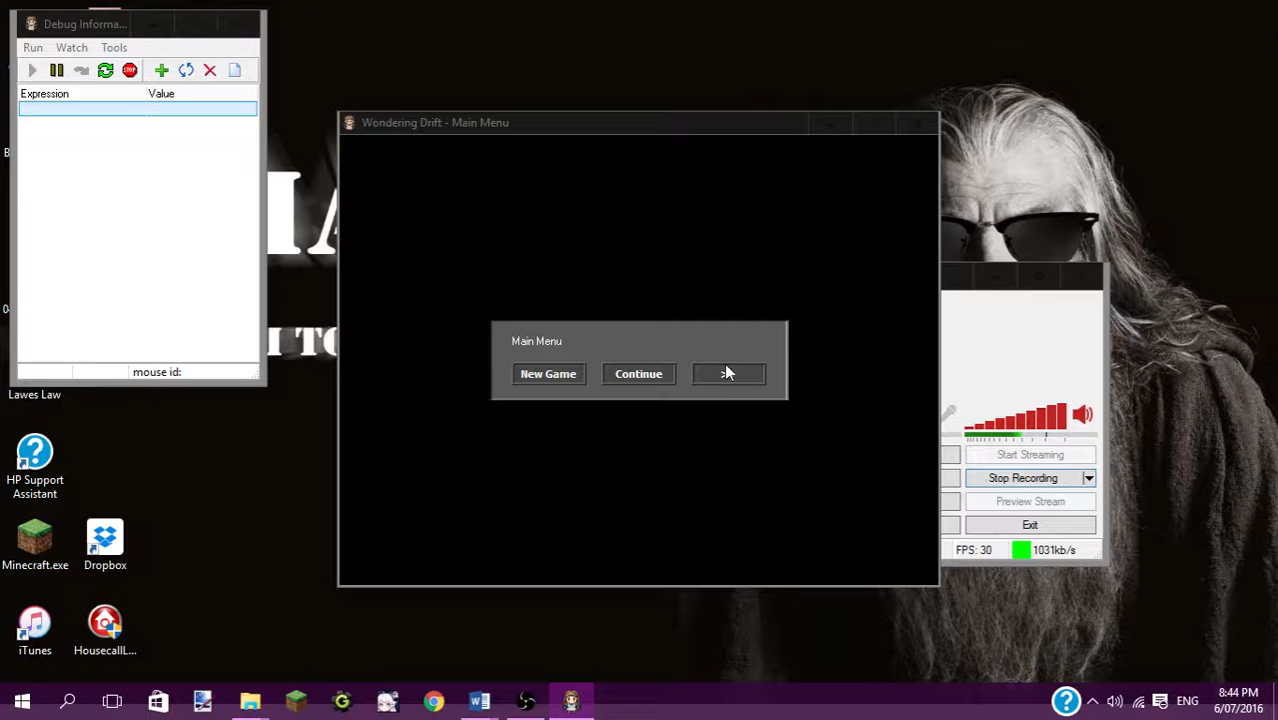 Debug Informa...
Run Watch Tools
STOP
Expression Value
mouse id:
Wondering Drift - Main Menu
Main Menu
New Game Continue
Lawes Law
HP Support
Assistant
Minecraft.exe Dropbox
iTunes HousecallL...
Start Streaming
Stop Recording
Preview Stream
Exit
FPS: 30 1031kb/s
ENG
8:44 PM
6/07/2016